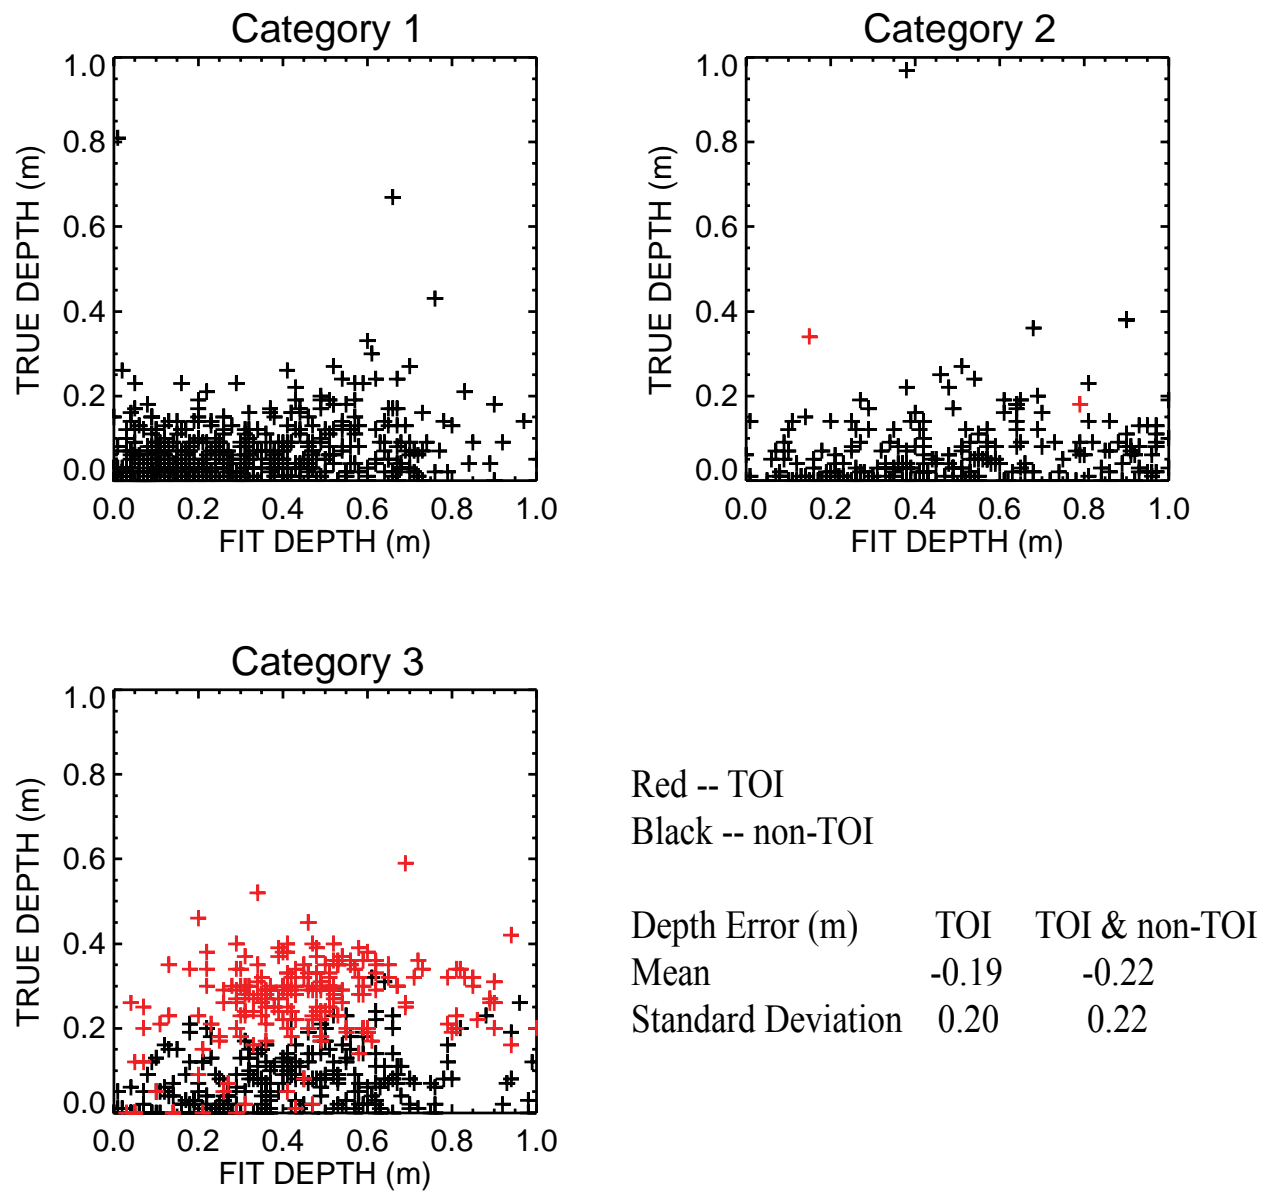 Category 1
1.0
0.8
0.6
0.4
0.2
0.0
TRUE DEPTH (m)
0.0 0.2 0.4 0.6 0.8 1.0
FIT DEPTH (m)
Category 2
1.0
0.8
0.6
0.4
0.2
0.0
TRUE DEPTH (m)
0.0 0.2 0.4 0.6 0.8 1.0
FIT DEPTH (m)
Category 3
1.0
0.8
0.6
0.4
0.2
0.0
TRUE DEPTH (m)
0.0 0.2 0.4 0.6 0.8 1.0
FIT DEPTH (m)
Red -- TOI
Black -- non-TOI
Depth Error (m) TOI TOI & non-TOI
Mean -0.19 -0.22
Standard Deviation 0.20 0.22